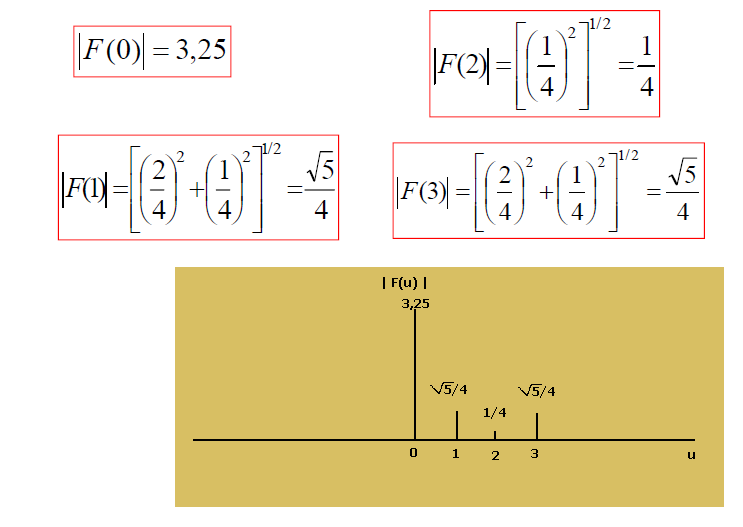 |F(0)| = 3,25
|F(2)| = [(1/4)²]^1/2 = 1/4
|F(1)| = [(2/4)² + (1/4)²]^1/2 = √5/4
|F(3)| = [(2/4)² + (1/4)²]^1/2 = √5/4
| F(u) |
3,25
√5/4
√5/4
1/4
0 1 2 3 u